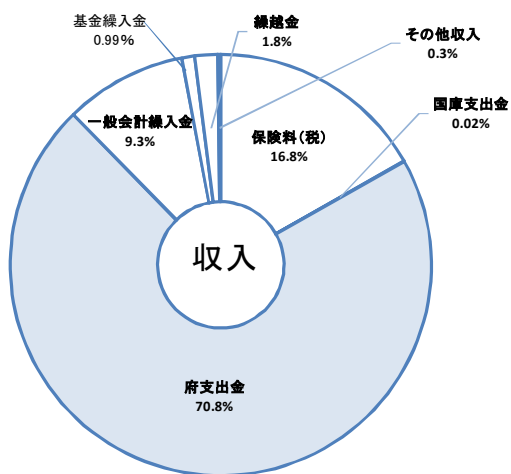 基金繰入金
0.99%
繰越金
1.8%
その他収入
0.3%
国庫支出金
0.02%
一般会計繰入金
9.3%
保険料(税)
16.8%
収入
府支出金
70.8%